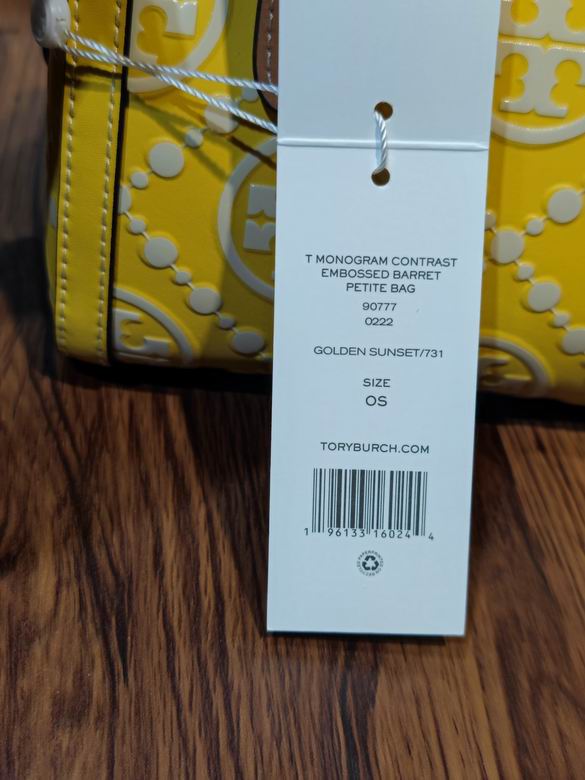 T MONOGRAM CONTRAST
EMBOSSED BARRET
PETITE BAG
90777
0222
GOLDEN SUNSET/731
SIZE
OS
TORYBURCH.COM
1 96133 16024 4